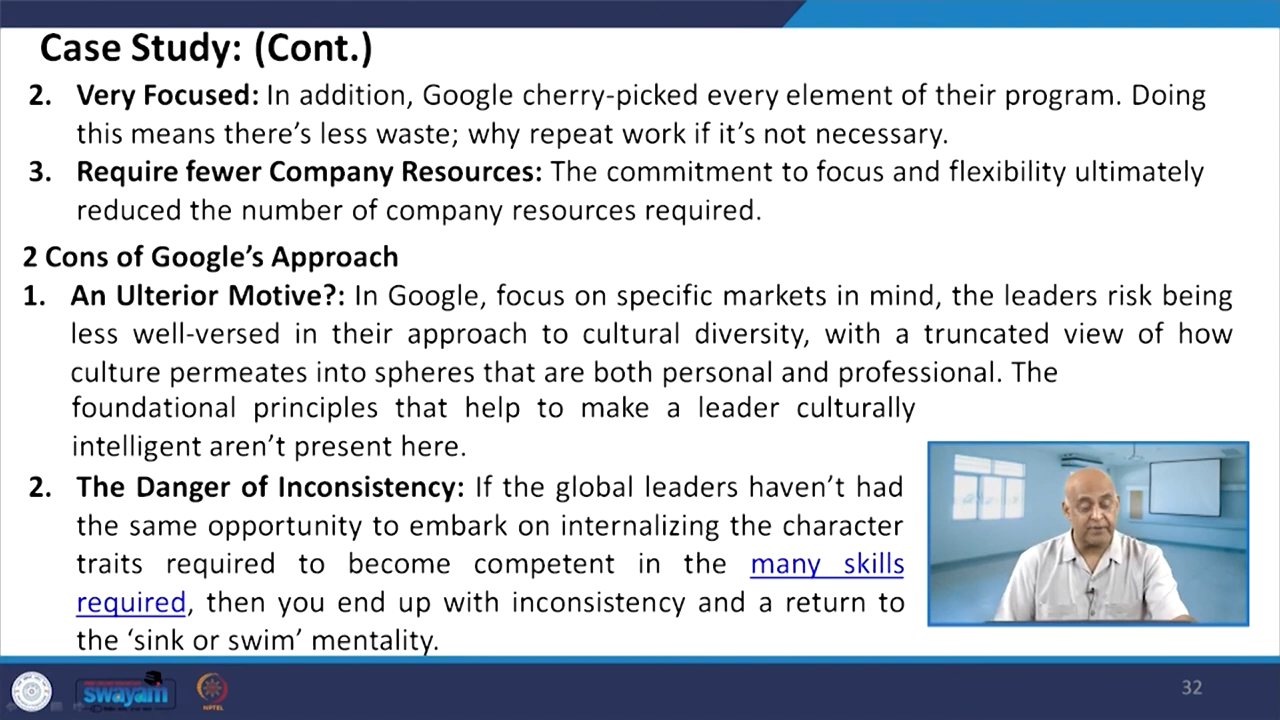 Case Study: (Cont.)
2. Very Focused: In addition, Google cherry-picked every element of their program. Doing
this means there’s less waste; why repeat work if it’s not necessary.
3. Require fewer Company Resources: The commitment to focus and flexibility ultimately
reduced the number of company resources required.
2 Cons of Google’s Approach
1. An Ulterior Motive?: In Google, focus on specific markets in mind, the leaders risk being
less well-versed in their approach to cultural diversity, with a truncated view of how
culture permeates into spheres that are both personal and professional. The
foundational principles that help to make a leader culturally
intelligent aren’t present here.
2. The Danger of Inconsistency: If the global leaders haven’t had
the same opportunity to embark on internalizing the character
traits required to become competent in the many skills
required, then you end up with inconsistency and a return to
the ‘sink or swim’ mentality.
swayam
NPTEL
32